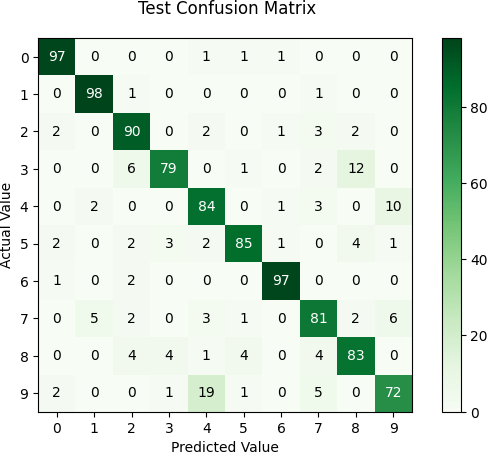 Test Confusion Matrix
Actual Value
0 97 0 0 0 1 1 1 0 0 0
1 0 98 1 0 0 0 0 1 0 0
2 2 0 90 0 2 0 1 3 2 0
3 0 0 6 79 0 1 0 2 12 0
4 0 2 0 0 84 0 1 3 0 10
5 2 0 2 3 2 85 1 0 4 1
6 1 0 2 0 0 0 97 0 0 0
7 0 5 2 0 3 1 0 81 2 6
8 0 0 4 4 1 4 0 4 83 0
9 2 0 0 1 19 1 0 5 0 72
0 1 2 3 4 5 6 7 8 9
Predicted Value
80
60
40
20
0